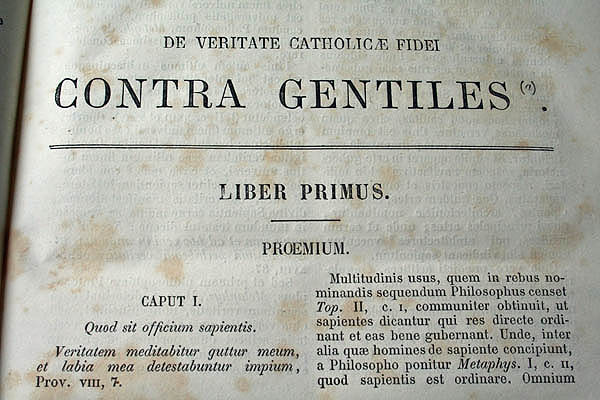 DE VERITATE CATHOLICÆ FIDEI
CONTRA GENTILES (a).
LIBER PRIMUS.
PROŒMIUM.
CAPUT I.
Quod sit officium sapientis.
Veritatem meditabitur guttur meum,
et labia mea detestabuntur impium,
Prov. VIII, 7.
Multitudinis usus, quem in rebus no-
minandis sequendum Philosophus censet
Top. II, c. I, communiter obtinuit, ut
sapientes dicantur qui res directe ordi-
nant et eas bene gubernant. Unde, inter
alia quæ homines de sapiente concipiunt,
a Philosopho ponitur Metaphys. I, c. II,
quod sapientis est ordinare. Omnium